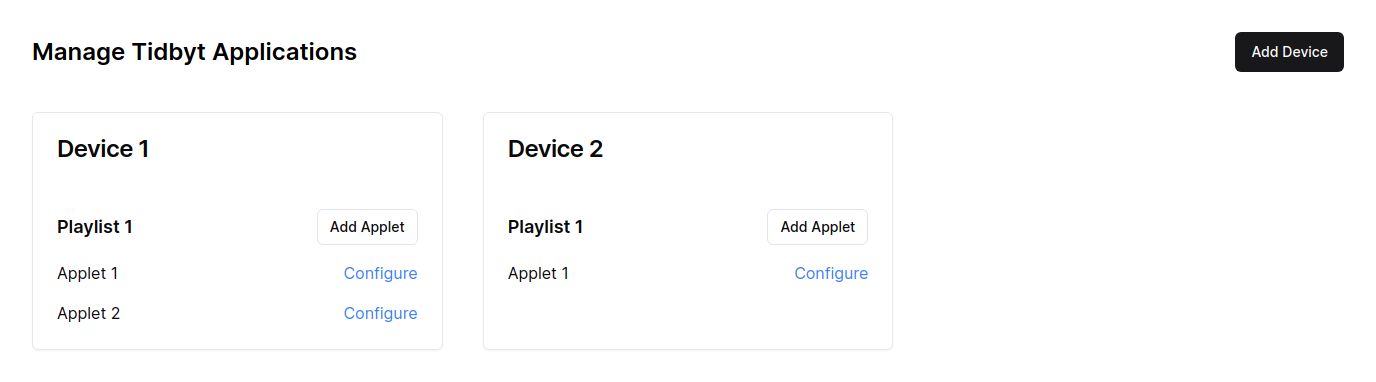 Manage Tidbyt Applications
Add Device
Device 1
Playlist 1
Add Applet
Applet 1
Configure
Applet 2
Configure
Device 2
Playlist 1
Add Applet
Applet 1
Configure